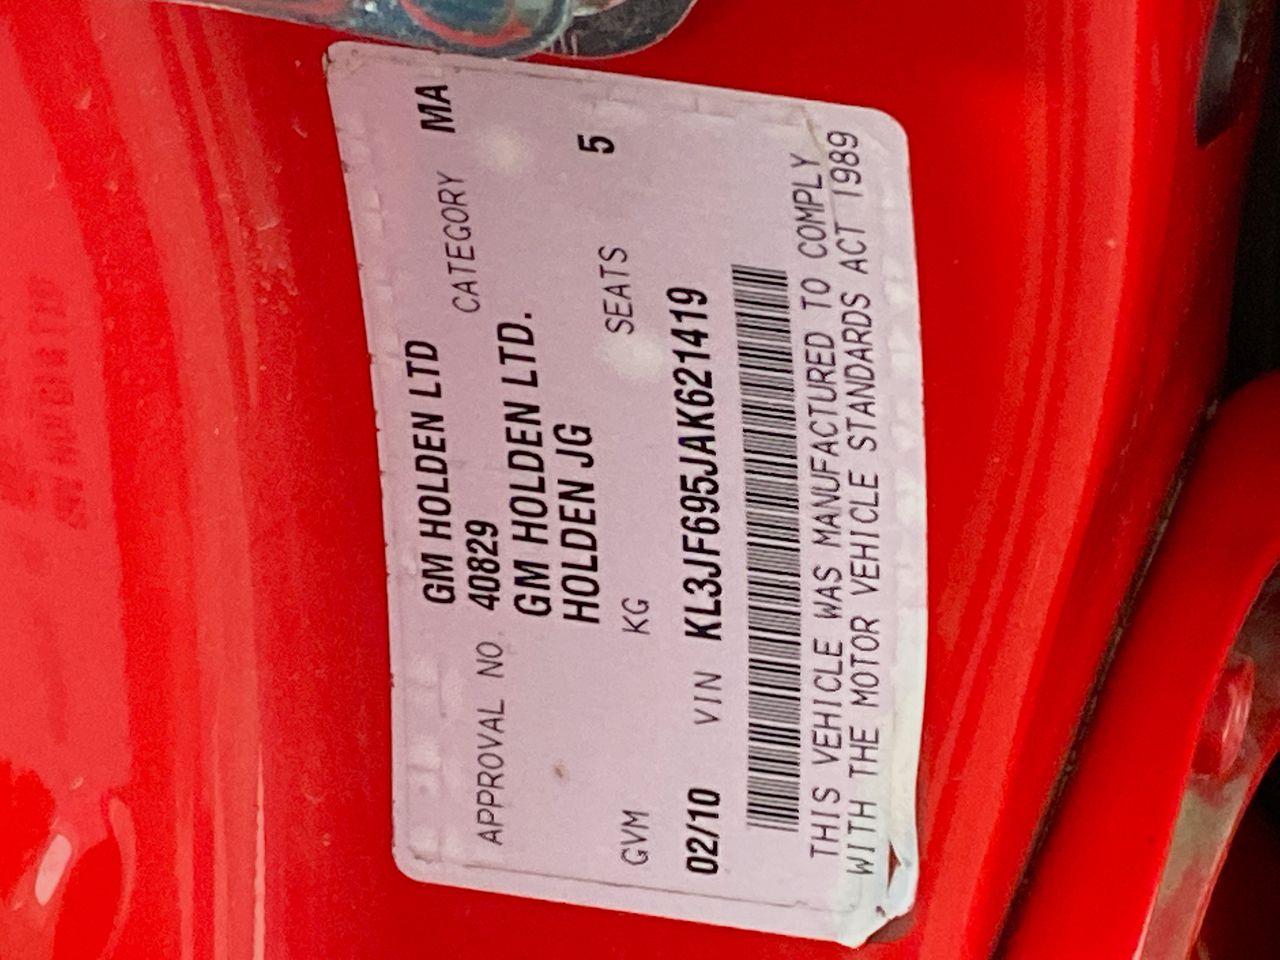 GM HOLDEN LTD
APPROVAL NO. 40829 CATEGORY MA
GM HOLDEN LTD.
HOLDEN JG
GVM KG SEATS 5
02/10 VIN KL3JF695JAK621419
THIS VEHICLE WAS MANUFACTURED TO COMPLY
WITH THE MOTOR VEHICLE STANDARDS ACT 1989